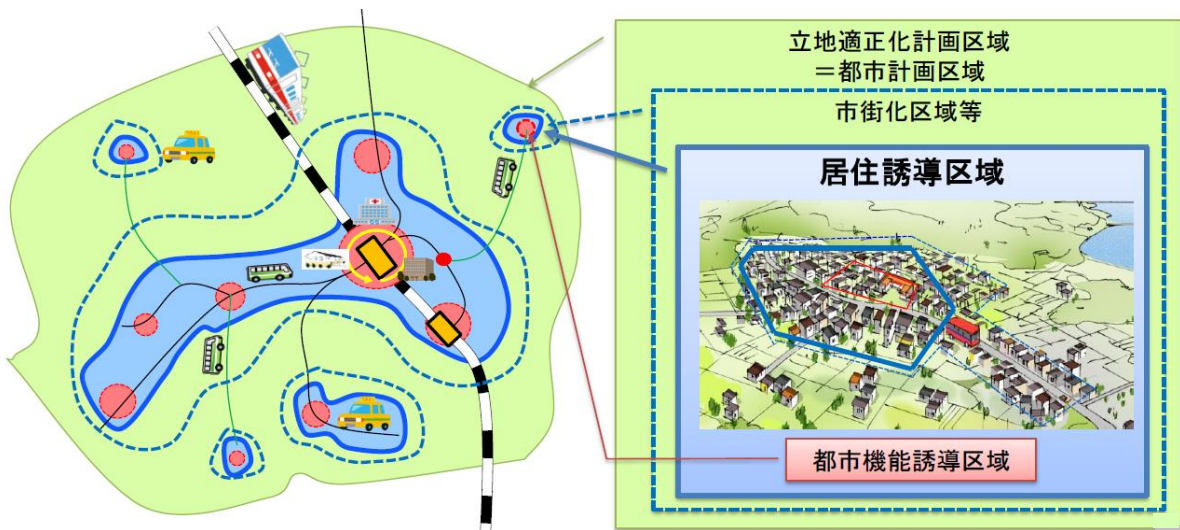 立地適正化計画区域
＝都市計画区域
市街化区域等
居住誘導区域
都市機能誘導区域